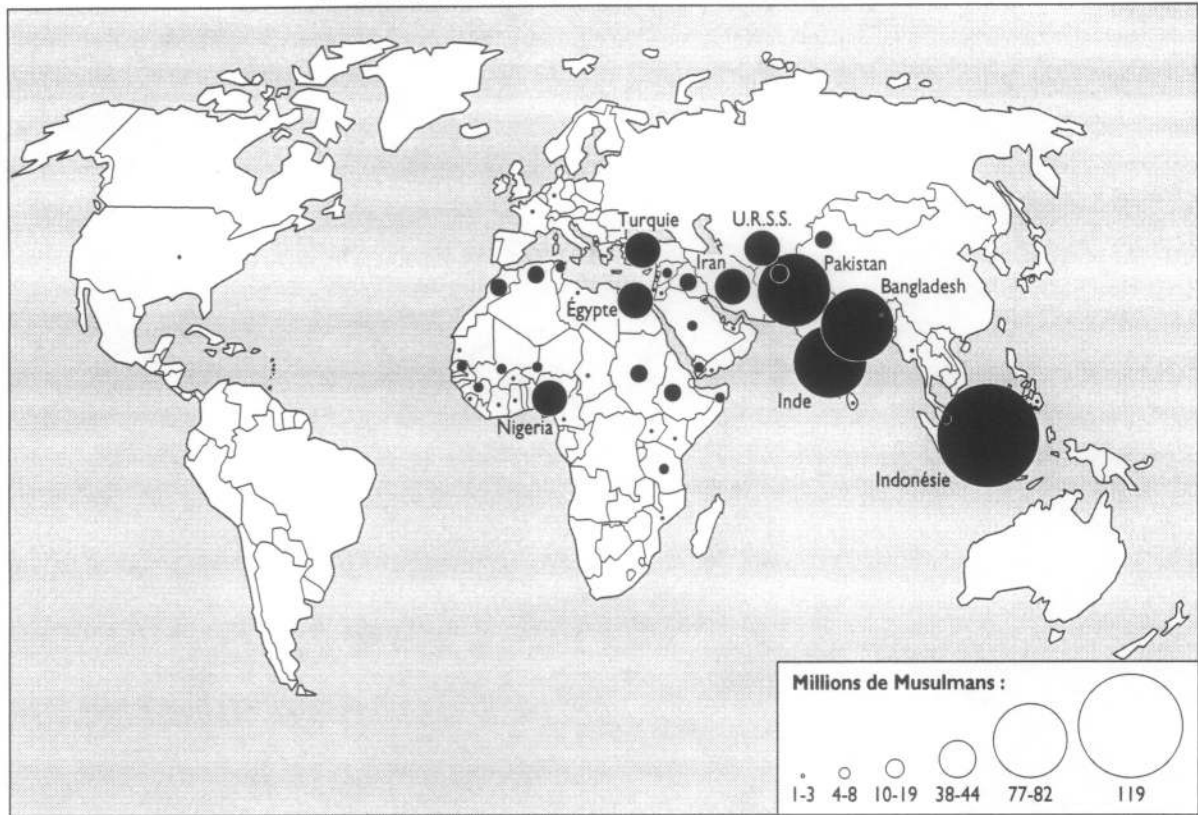 Turquie
U.R.S.S.
Iran
Pakistan
Bangladesh
Égypte
Inde
Nigeria
Indonésie
Millions de Musulmans :
1-3 4-8 10-19 38-44 77-82 119